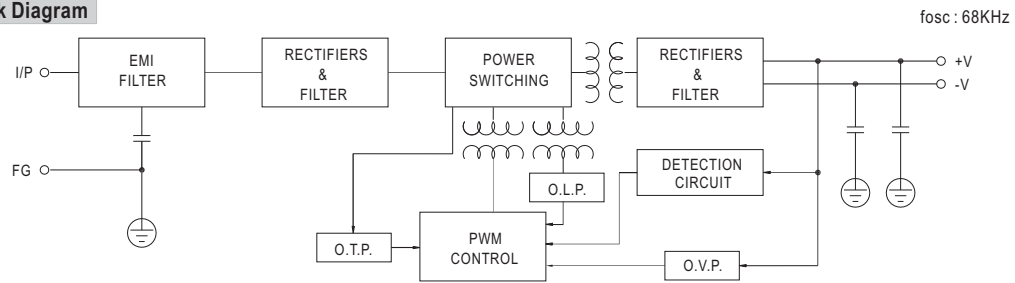 k Diagram
fosc : 68KHz
I/P
EMI
FILTER
RECTIFIERS
&
FILTER
POWER
SWITCHING
RECTIFIERS
&
FILTER
+V
-V
FG
DETECTION
CIRCUIT
O.L.P.
O.T.P.
PWM
CONTROL
O.V.P.